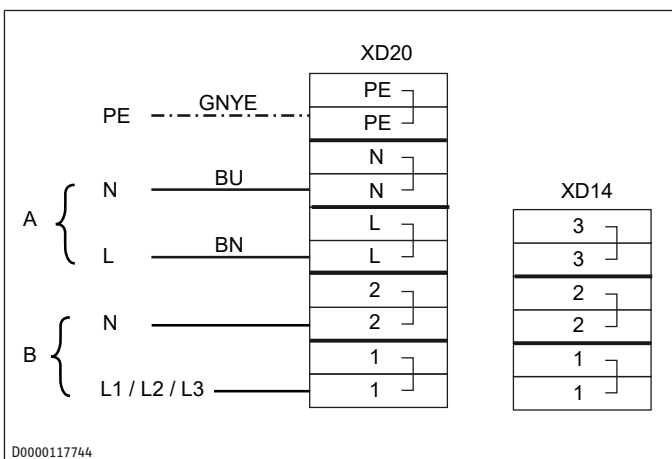 XD20
PE
PE GNYE PE
N
A N BU N
XD14
L
3
L BN L
3
2
2
B N 2
2
1
1
L1 / L2 / L3 1
1
D0000117744